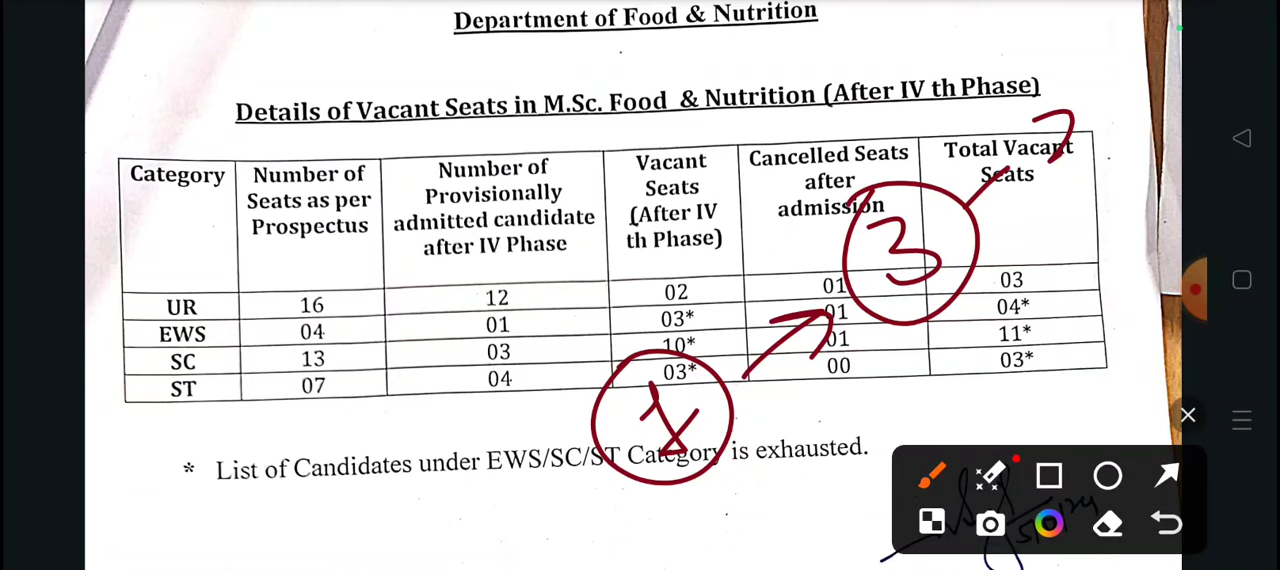 Department of Food & Nutrition
Details of Vacant Seats in M.Sc. Food & Nutrition (After IV th Phase)
Category | Number of Seats as per Prospectus | Number of Provisionally admitted candidate after IV Phase | Vacant Seats (After IV th Phase) | Cancelled Seats after admission | Total Vacant Seats
UR | 16 | 12 | 02 | 01 | 03
EWS | 04 | 01 | 03* | 01 | 04*
SC | 13 | 03 | 10* | 01 | 11*
ST | 07 | 04 | 03* | 00 | 03*
3
* List of Candidates under EWS/SC/ST Category is exhausted.